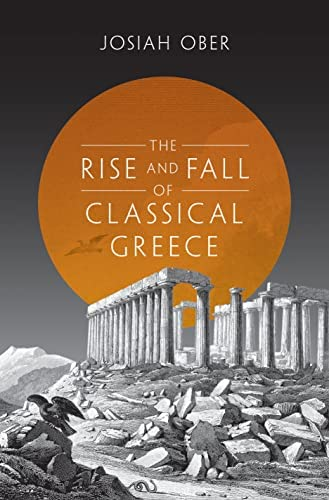 JOSIAH OBER
THE
RISE AND FALL
OF
CLASSICAL
GREECE